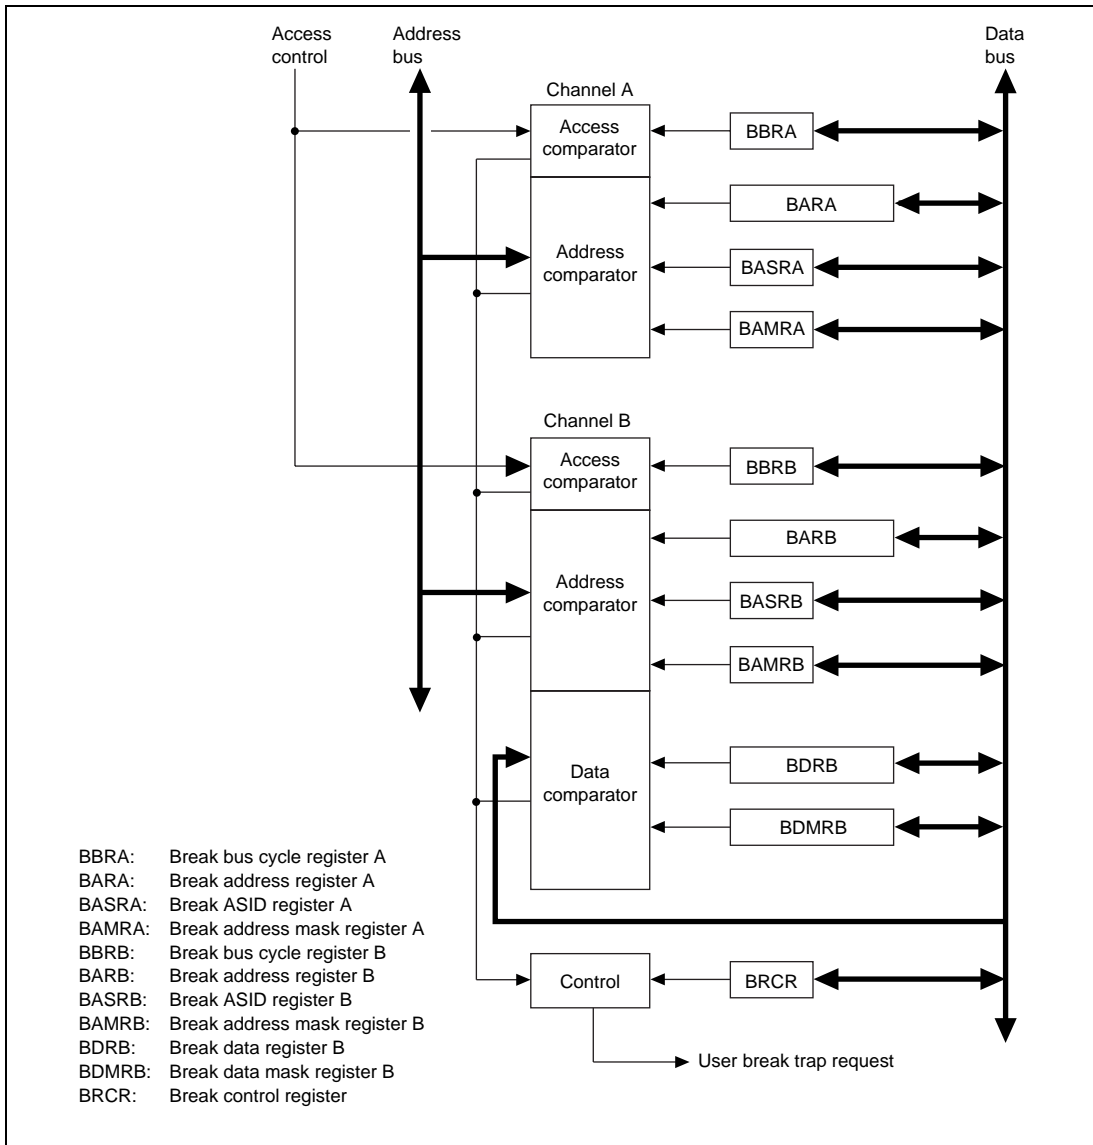 Access
control
Address
bus
Data
bus
Channel A
Access
comparator
BBRA
BARA
Address
comparator
BASRA
BAMRA
Channel B
Access
comparator
BBRB
BARB
Address
comparator
BASRB
BAMRB
Data
comparator
BDRB
BDMRB
Control
BRCR
User break trap request
BBRA: Break bus cycle register A
BARA: Break address register A
BASRA: Break ASID register A
BAMRA: Break address mask register A
BBRB: Break bus cycle register B
BARB: Break address register B
BASRB: Break ASID register B
BAMRB: Break address mask register B
BDRB: Break data register B
BDMRB: Break data mask register B
BRCR: Break control register